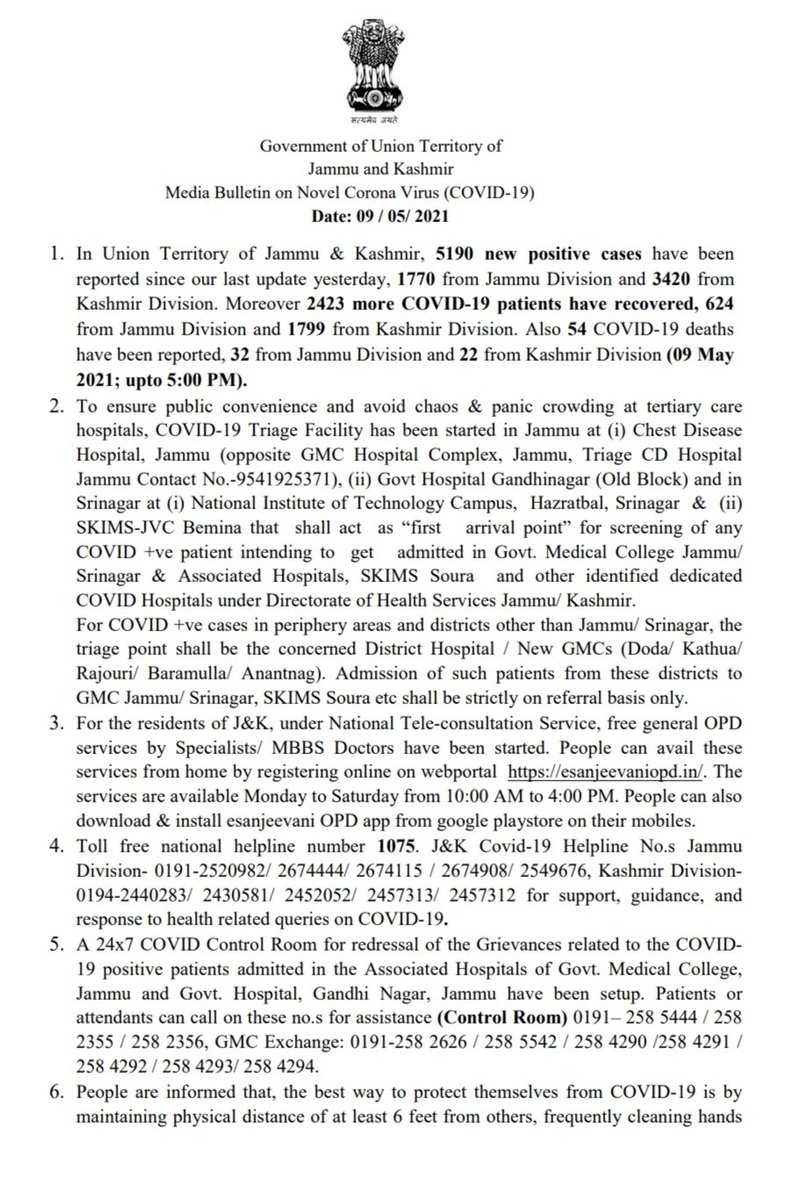 सत्यमेव जयते
Government of Union Territory of
Jammu and Kashmir
Media Bulletin on Novel Corona Virus (COVID-19)
Date: 09 / 05/ 2021
1. In Union Territory of Jammu & Kashmir, 5190 new positive cases have been
reported since our last update yesterday, 1770 from Jammu Division and 3420 from
Kashmir Division. Moreover 2423 more COVID-19 patients have recovered, 624
from Jammu Division and 1799 from Kashmir Division. Also 54 COVID-19 deaths
have been reported, 32 from Jammu Division and 22 from Kashmir Division (09 May
2021; upto 5:00 PM).
2. To ensure public convenience and avoid chaos & panic crowding at tertiary care
hospitals, COVID-19 Triage Facility has been started in Jammu at (i) Chest Disease
Hospital, Jammu (opposite GMC Hospital Complex, Jammu, Triage CD Hospital
Jammu Contact No.-9541925371), (ii) Govt Hospital Gandhinagar (Old Block) and in
Srinagar at (i) National Institute of Technology Campus, Hazratbal, Srinagar & (ii)
SKIMS-JVC Bemina that shall act as “first arrival point” for screening of any
COVID +ve patient intending to get admitted in Govt. Medical College Jammu/
Srinagar & Associated Hospitals, SKIMS Soura and other identified dedicated
COVID Hospitals under Directorate of Health Services Jammu/ Kashmir.
For COVID +ve cases in periphery areas and districts other than Jammu/ Srinagar, the
triage point shall be the concerned District Hospital / New GMCs (Doda/ Kathua/
Rajouri/ Baramulla/ Anantnag). Admission of such patients from these districts to
GMC Jammu/ Srinagar, SKIMS Soura etc shall be strictly on referral basis only.
3. For the residents of J&K, under National Tele-consultation Service, free general OPD
services by Specialists/ MBBS Doctors have been started. People can avail these
services from home by registering online on webportal https://esanjeevaniopd.in/. The
services are available Monday to Saturday from 10:00 AM to 4:00 PM. People can also
download & install esanjeevani OPD app from google playstore on their mobiles.
4. Toll free national helpline number 1075. J&K Covid-19 Helpline No.s Jammu
Division- 0191-2520982/ 2674444/ 2674115 / 2674908/ 2549676, Kashmir Division-
0194-2440283/ 2430581/ 2452052/ 2457313/ 2457312 for support, guidance, and
response to health related queries on COVID-19.
5. A 24x7 COVID Control Room for redressal of the Grievances related to the COVID-
19 positive patients admitted in the Associated Hospitals of Govt. Medical College,
Jammu and Govt. Hospital, Gandhi Nagar, Jammu have been setup. Patients or
attendants can call on these no.s for assistance (Control Room) 0191– 258 5444 / 258
2355 / 258 2356, GMC Exchange: 0191-258 2626 / 258 5542 / 258 4290 /258 4291 /
258 4292 / 258 4293/ 258 4294.
6. People are informed that, the best way to protect themselves from COVID-19 is by
maintaining physical distance of at least 6 feet from others, frequently cleaning hands